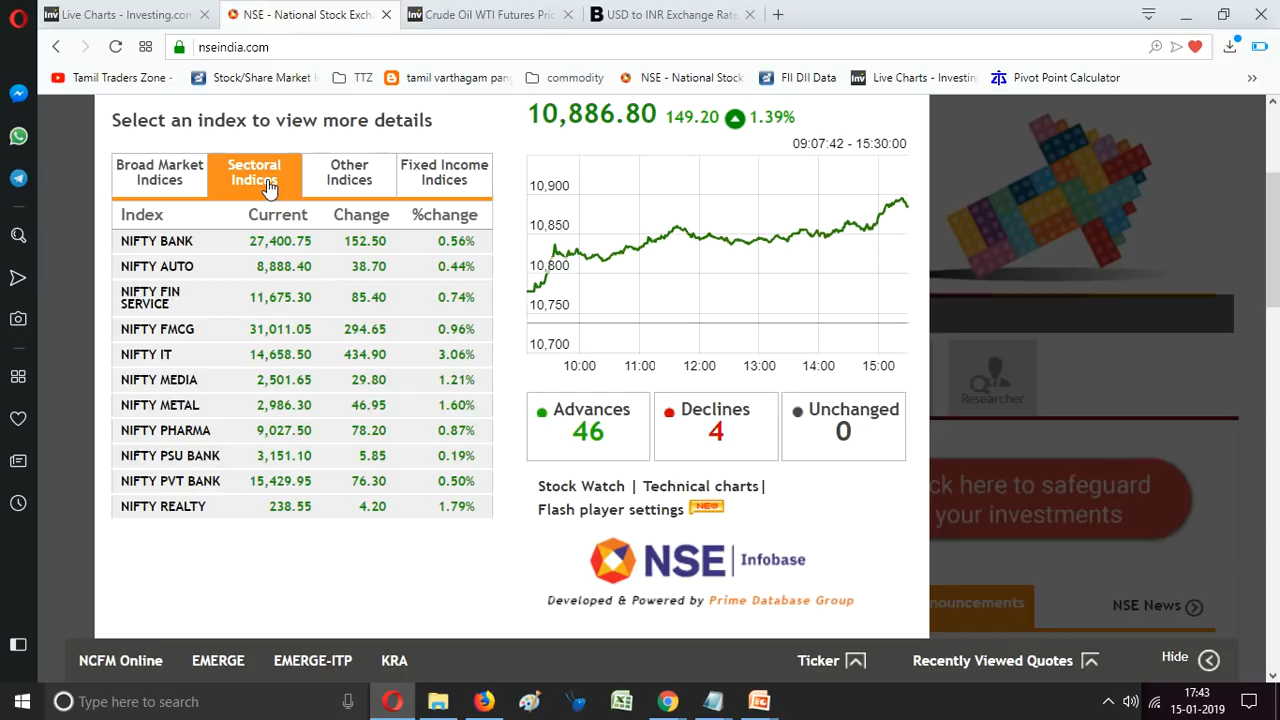 Live Charts - Investing.com
NSE - National Stock Excha
Crude Oil WTI Futures Pric
USD to INR Exchange Rate
nseindia.com
Tamil Traders Zone -
Stock/Share Market
TTZ
tamil varthagam pang
commodity
NSE - National Stock
FII DII Data
Live Charts - Investin
Pivot Point Calculator
Select an index to view more details
10,886.80 149.20 1.39%
09:07:42 - 15:30:00
Broad Market Indices
Sectoral Indices
Other Indices
Fixed Income Indices
Index Current Change %change
NIFTY BANK 27,400.75 152.50 0.56%
NIFTY AUTO 8,888.40 38.70 0.44%
NIFTY FIN SERVICE 11,675.30 85.40 0.74%
NIFTY FMCG 31,011.05 294.65 0.96%
NIFTY IT 14,658.50 434.90 3.06%
NIFTY MEDIA 2,501.65 29.80 1.21%
NIFTY METAL 2,986.30 46.95 1.60%
NIFTY PHARMA 9,027.50 78.20 0.87%
NIFTY PSU BANK 3,151.10 5.85 0.19%
NIFTY PVT BANK 15,429.95 76.30 0.50%
NIFTY REALTY 238.55 4.20 1.79%
10,900
10,850
10,800
10,750
10,700
10:00 11:00 12:00 13:00 14:00 15:00
Advances 46
Declines 4
Unchanged 0
Stock Watch | Technical charts|
Flash player settings NEW
NSE | Infobase
Developed & Powered by Prime Database Group
Researcher
ck here to safeguard
your investments
nouncements
NSE News
NCFM Online
EMERGE
EMERGE-ITP
KRA
Ticker
Recently Viewed Quotes
Hide
Type here to search
17:43
15-01-2019